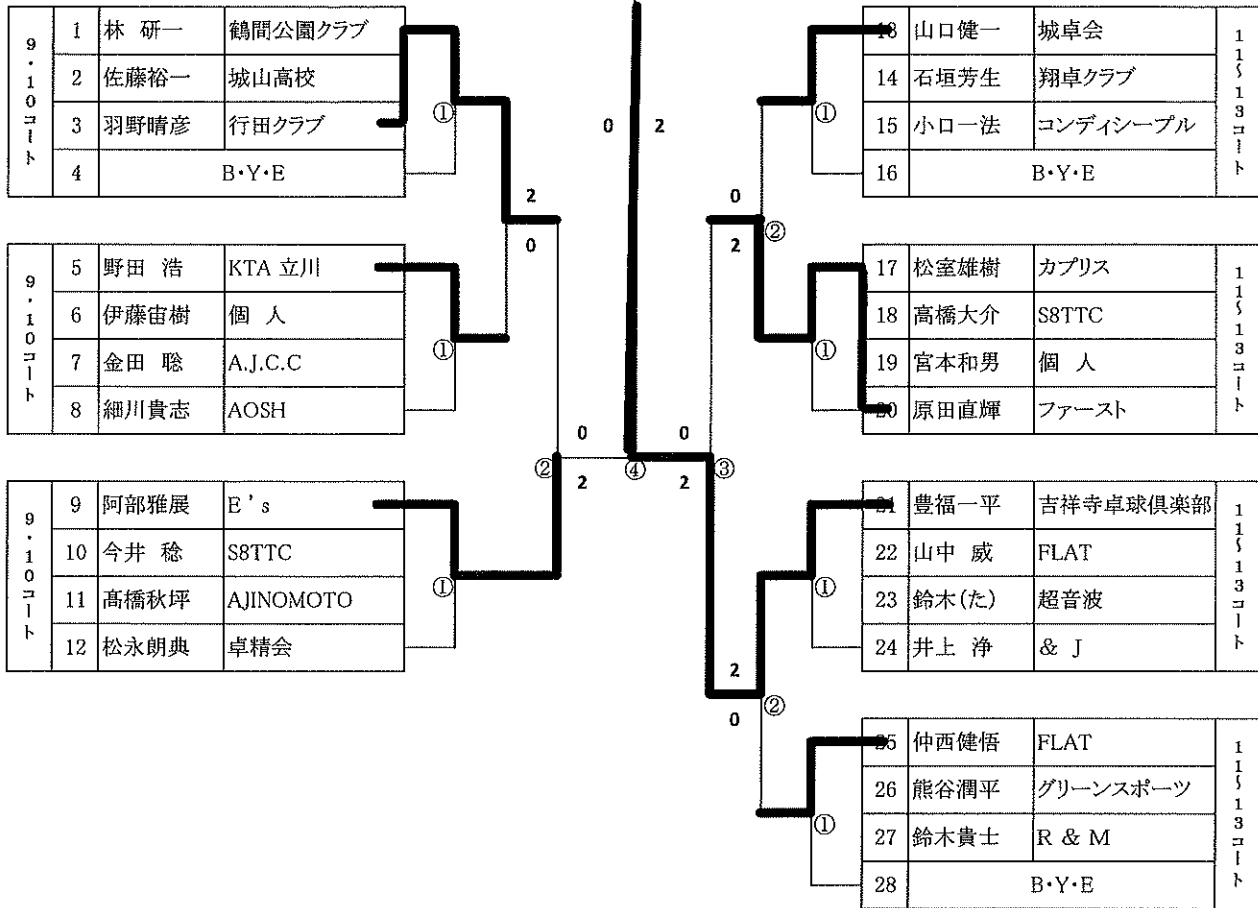 9・10コート
1 林 研一 鶴間公園クラブ
2 佐藤裕一 城山高校
3 羽野晴彦 行田クラブ
4 B・Y・E
①
9・10コート
5 野田 浩 KTA 立川
6 伊藤宙樹 個 人
7 金田 聡 A.J.C.C
8 細川貴志 AOSH
①
2
0
9・10コート
9 阿部雅展 E's
10 今井 稔 S8TTC
11 髙橋秋坪 AJINOMOTO
12 松永朗典 卓精会
①
②
0
2
0 2
④
0
2
③
0
2
②
2
0
②
13 山口健一 城卓会
14 石垣芳生 翔卓クラブ
15 小口一法 コンディシープル
16 B・Y・E
11~13コート
①
17 松室雄樹 カプリス
18 高橋大介 S8TTC
19 宮本和男 個 人
20 原田直輝 ファースト
11~13コート
①
21 豊福一平 吉祥寺卓球倶楽部
22 山中 威 FLAT
23 鈴木(た) 超音波
24 井上 浄 & J
11~13コート
①
25 仲西健悟 FLAT
26 熊谷潤平 グリーンスポーツ
27 鈴木貴士 R & M
28 B・Y・E
11~13コート
①